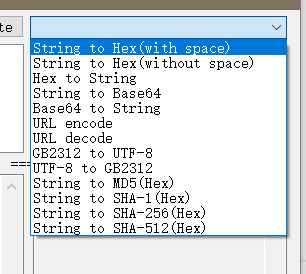 te
String to Hex(with space)
String to Hex(without space)
Hex to String
String to Base64
Base64 to String
URL encode
URL decode
GB2312 to UTF-8
UTF-8 to GB2312
String to MD5(Hex)
String to SHA-1(Hex)
String to SHA-256(Hex)
String to SHA-512(Hex)